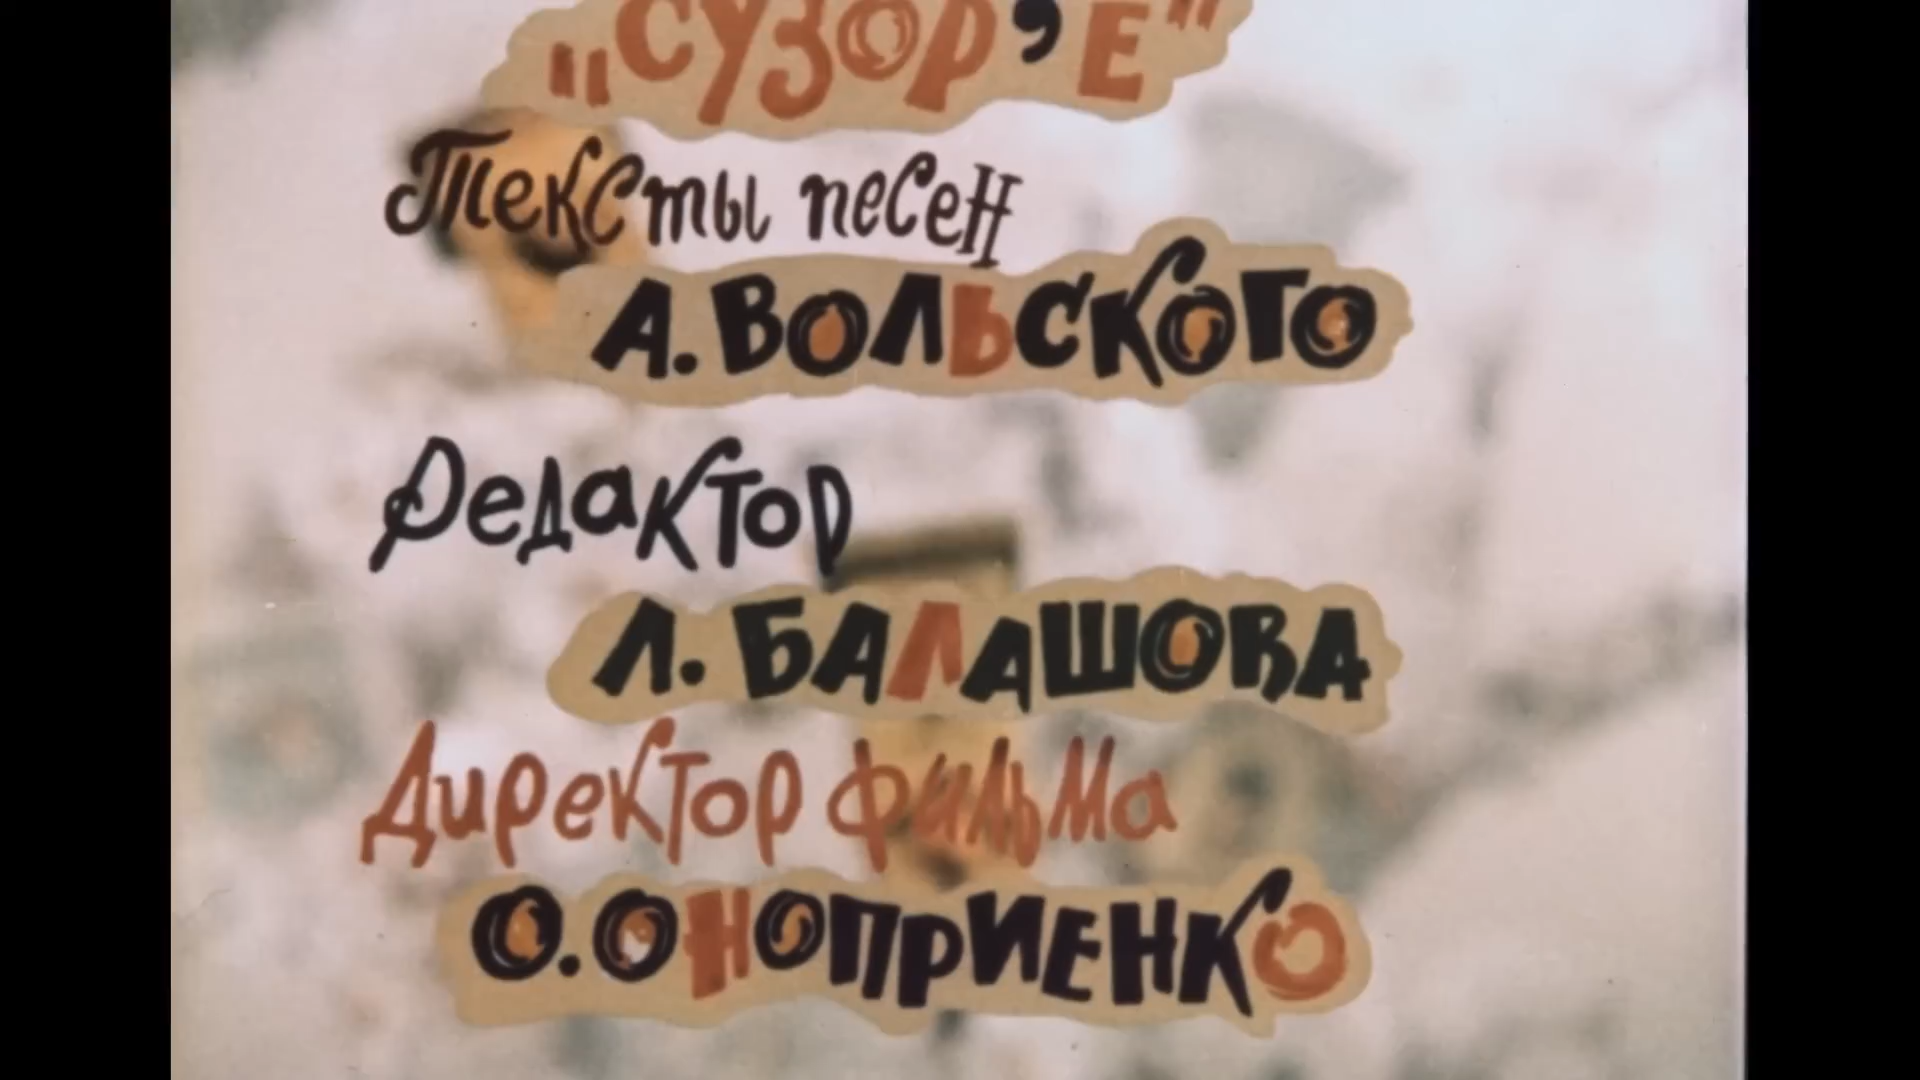 „СУЗОР'Е"
Тексты песен
А. ВОЛЬСКОГО
Редактор
Л. БАЛАШОВА
Директор фильма
О. ОНОПРИЕНКО